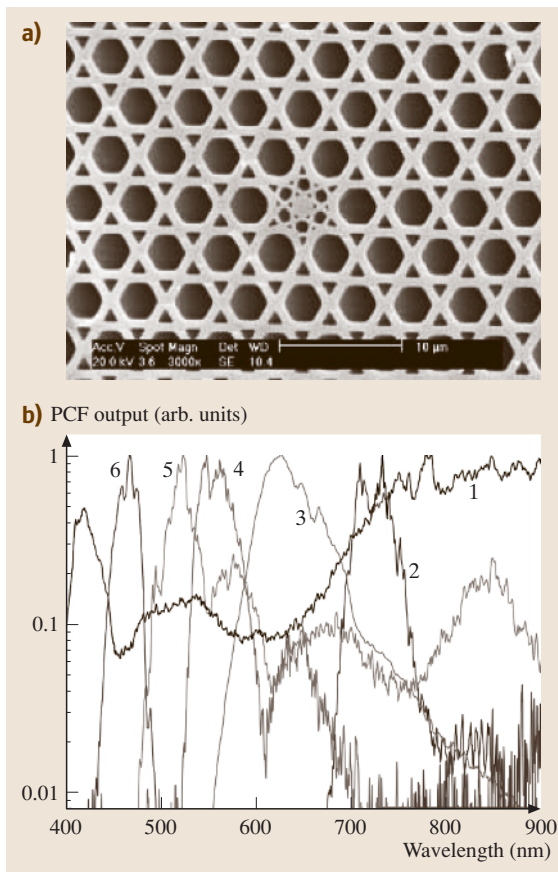 a)
Acc.V Spot Magn Det WD 10 µm
20.0 kV 3.6 3000x SE 10.4
b) PCF output (arb. units)
1
6 5 4
3 1
2
0.1
0.01
400 500 600 700 800 900
Wavelength (nm)